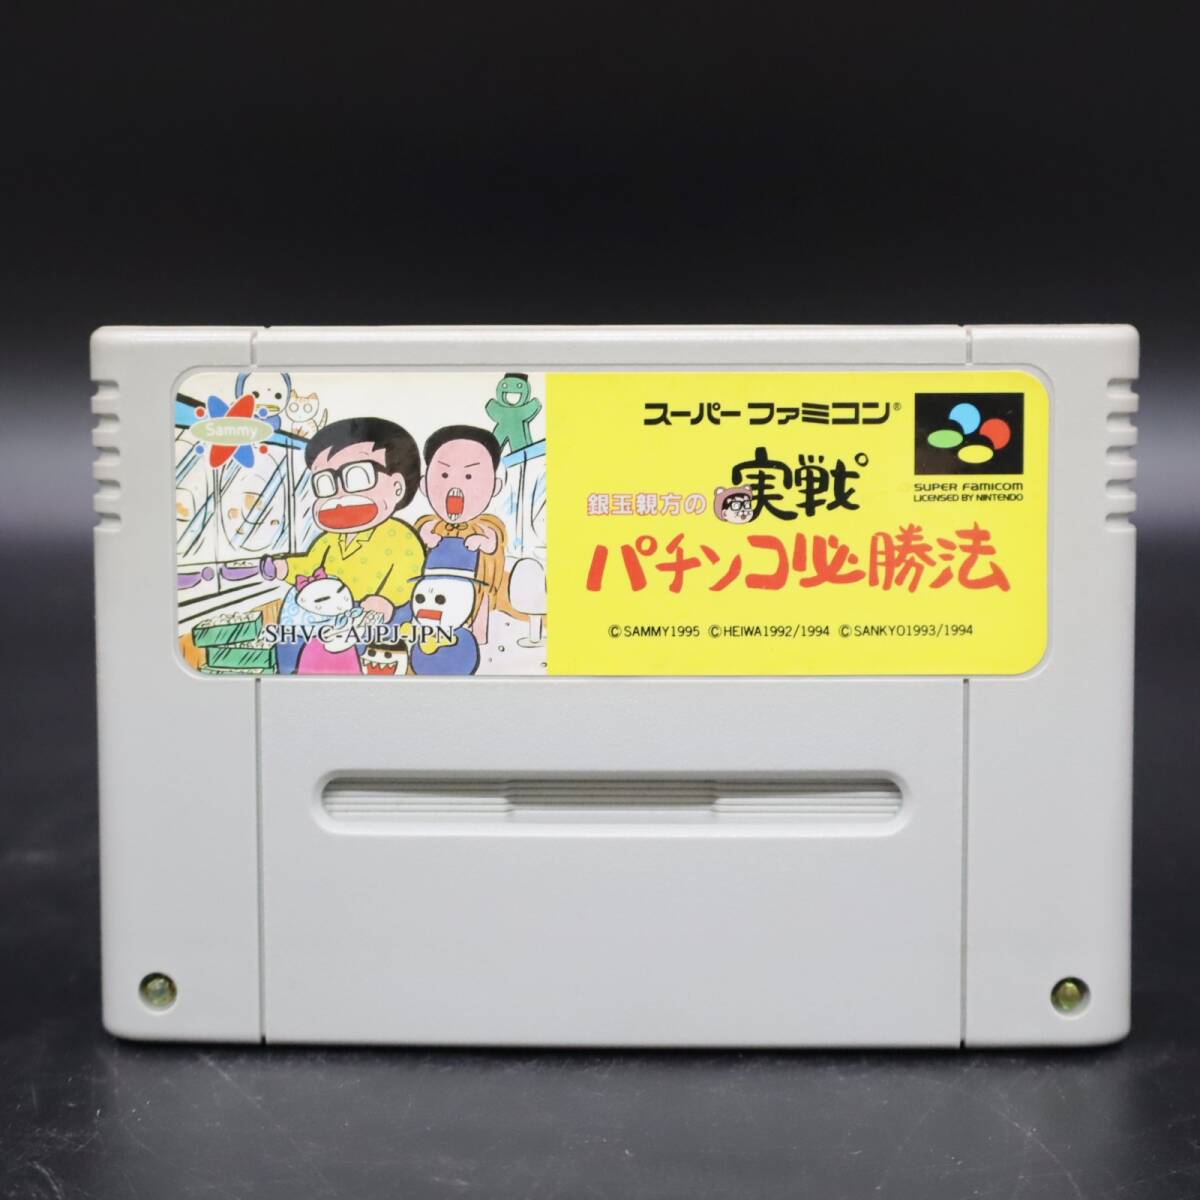 Sammy
SHVC-AJPJ-JPN
スーパーファミコン®
SUPER FAMICOM
LICENSED BY NINTENDO
銀玉親方の
実戦
パチンコ必勝法
©SAMMY1995 ©HEIWA1992/1994 ©SANKYO1993/1994